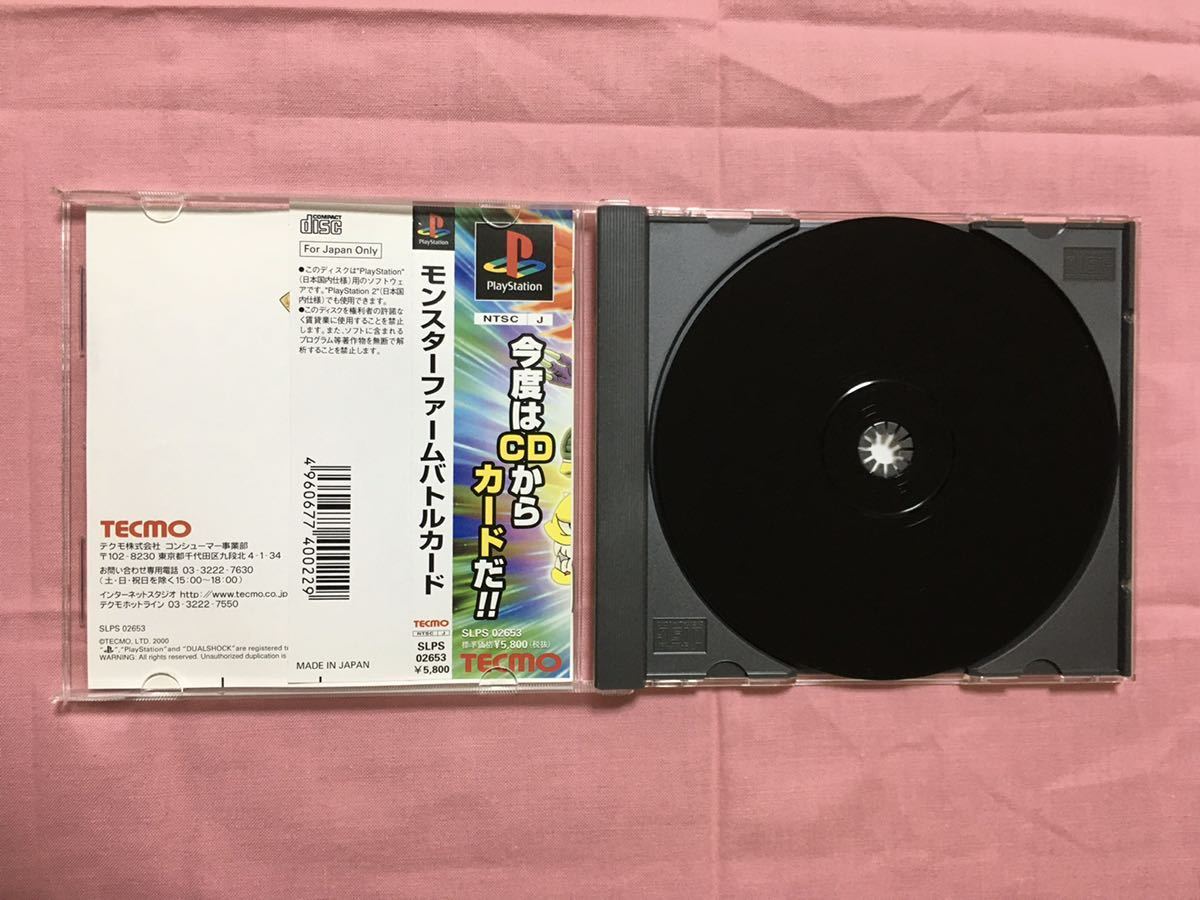 TECMO
テクモ株式会社 コンシューマー事業部
〒102-8230 東京都千代田区九段北4-1-34
お問い合わせ専用電話 03-3222-7630
(土・日・祝日を除く15:00～18:00)
インターネットスタジオ http://www.tecmo.co.jp
テクモホットライン 03-3222-7550
SLPS 02653
©TECMO, LTD. 2000
"PlayStation" and "DUALSHOCK" are registered
WARNING: All rights reserved. Unauthorized duplication is
COMPACT
disc
For Japan Only
●このディスクは"PlayStation"
(日本国内仕様)用のソフトウェ
アです。"PlayStation 2"(日本国
内仕様)でも使用できます。
●このディスクを権利者の許諾な
く賃貸業に使用することを禁止
します。また、ソフトに含まれる
プログラム等著作物を無断で解
析することを禁止します。
4960677400229
MADE IN JAPAN
PlayStation
モンスターファームバトルカード
TECMO
NTSC J
SLPS
02653
¥5,800
PlayStation
NTSC J
今度はCDから
カードだ!!
SLPS 02653
標準価格¥5,800(税抜)
TECMO